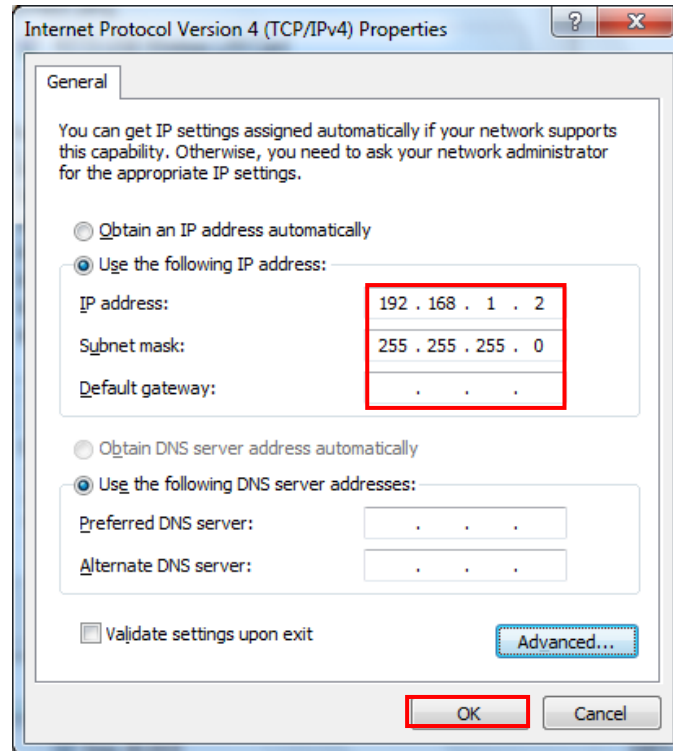 Internet Protocol Version 4 (TCP/IPv4) Properties
General
You can get IP settings assigned automatically if your network supports
this capability. Otherwise, you need to ask your network administrator
for the appropriate IP settings.
Obtain an IP address automatically
Use the following IP address:
IP address: 192 . 168 . 1 . 2
Subnet mask: 255 . 255 . 255 . 0
Default gateway: . . .
Obtain DNS server address automatically
Use the following DNS server addresses:
Preferred DNS server: . . .
Alternate DNS server: . . .
Validate settings upon exit
Advanced...
OK Cancel